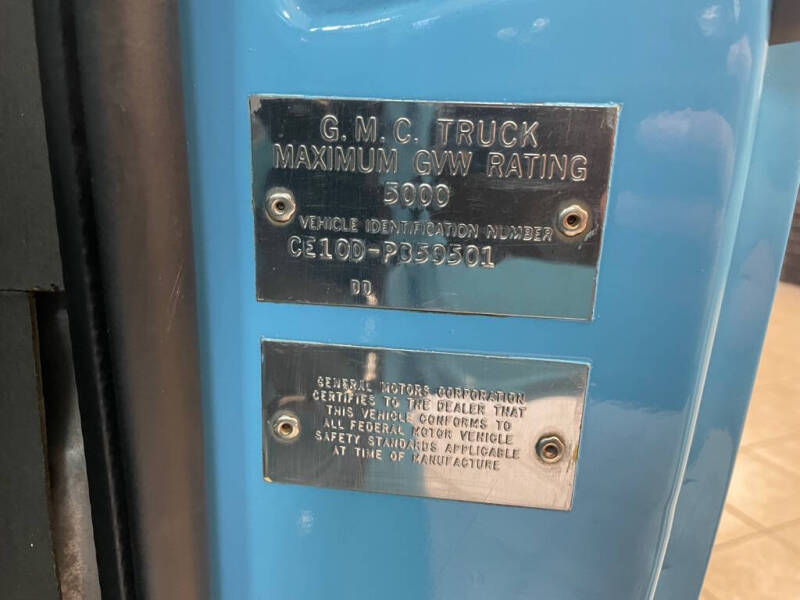 G. M. C. TRUCK
MAXIMUM GVW RATING
5000
VEHICLE IDENTIFICATION NUMBER
CE10D-P359501
DD
GENERAL MOTORS CORPORATION
CERTIFIES TO THE DEALER THAT
THIS VEHICLE CONFORMS TO
ALL FEDERAL MOTOR VEHICLE
SAFETY STANDARDS APPLICABLE
AT TIME OF MANUFACTURE